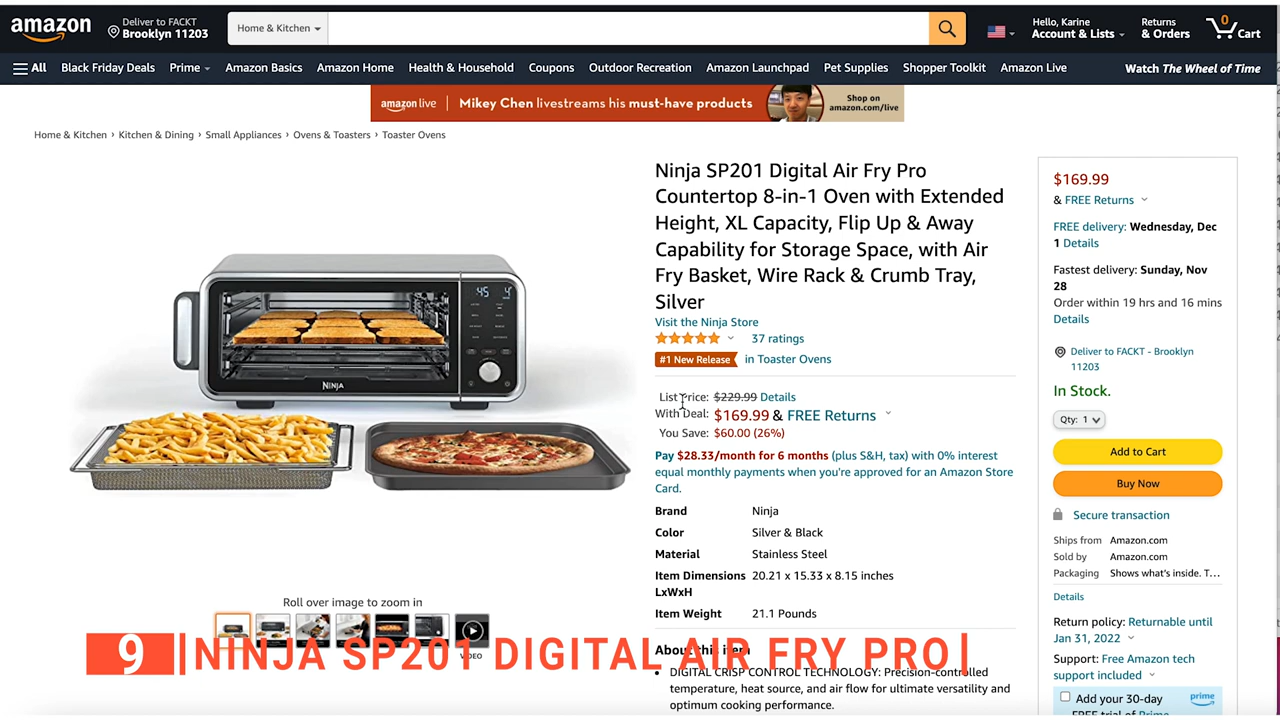 amazon
Deliver to FACKT
Brooklyn 11203
Home & Kitchen
Hello, Karine
Account & Lists
Returns
& Orders
0
Cart
All
Black Friday Deals
Prime
Amazon Basics
Amazon Home
Health & Household
Coupons
Outdoor Recreation
Amazon Launchpad
Pet Supplies
Shopper Toolkit
Amazon Live
Watch The Wheel of Time
amazon live
Mikey Chen livestreams his must-have products
Shop on
amazon.com/live
Home & Kitchen › Kitchen & Dining › Small Appliances › Ovens & Toasters › Toaster Ovens
45 4
NINJA
Roll over image to zoom in
VIDEO
Ninja SP201 Digital Air Fry Pro
Countertop 8-in-1 Oven with Extended
Height, XL Capacity, Flip Up & Away
Capability for Storage Space, with Air
Fry Basket, Wire Rack & Crumb Tray,
Silver
Visit the Ninja Store
37 ratings
#1 New Release in Toaster Ovens
List Price: $229.99 Details
With Deal: $169.99 & FREE Returns
You Save: $60.00 (26%)
Pay $28.33/month for 6 months (plus S&H, tax) with 0% interest
equal monthly payments when you're approved for an Amazon Store
Card.
Brand Ninja
Color Silver & Black
Material Stainless Steel
Item Dimensions 20.21 x 15.33 x 8.15 inches
LxWxH
Item Weight 21.1 Pounds
About this item
• DIGITAL CRISP CONTROL TECHNOLOGY: Precision-controlled
temperature, heat source, and air flow for ultimate versatility and
optimum cooking performance.
$169.99
& FREE Returns
FREE delivery: Wednesday, Dec
1 Details
Fastest delivery: Sunday, Nov
28
Order within 19 hrs and 16 mins
Details
Deliver to FACKT - Brooklyn
11203
In Stock.
Qty: 1
Add to Cart
Buy Now
Secure transaction
Ships from Amazon.com
Sold by Amazon.com
Packaging Shows what's inside. T...
Details
Return policy: Returnable until
Jan 31, 2022
Support: Free Amazon tech
support included
Add your 30-day
FREE trial of Prime
prime
9 |NINJA SP201 DIGITAL AIR FRY PRO|